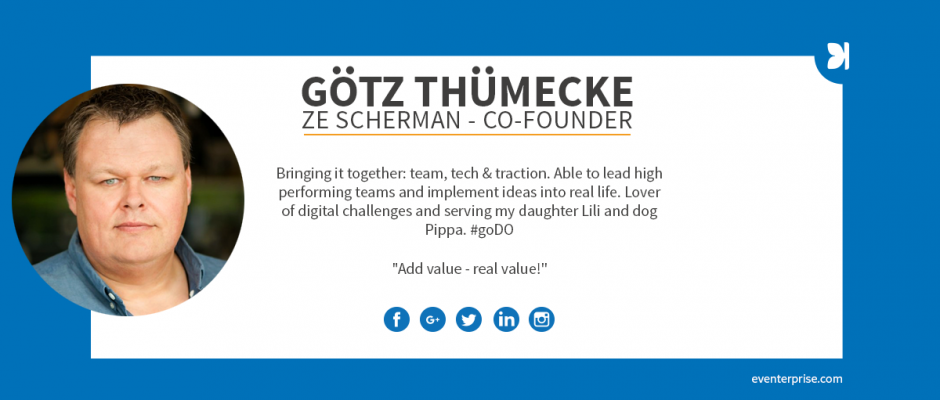 GÖTZ THÜMECKE
ZE SCHERMAN - CO-FOUNDER
Bringing it together: team, tech & traction. Able to lead high
performing teams and implement ideas into real life. Lover
of digital challenges and serving my daughter Lili and dog
Pippa. #goDO
"Add value - real value!"
f G+ in
eventerprise.com